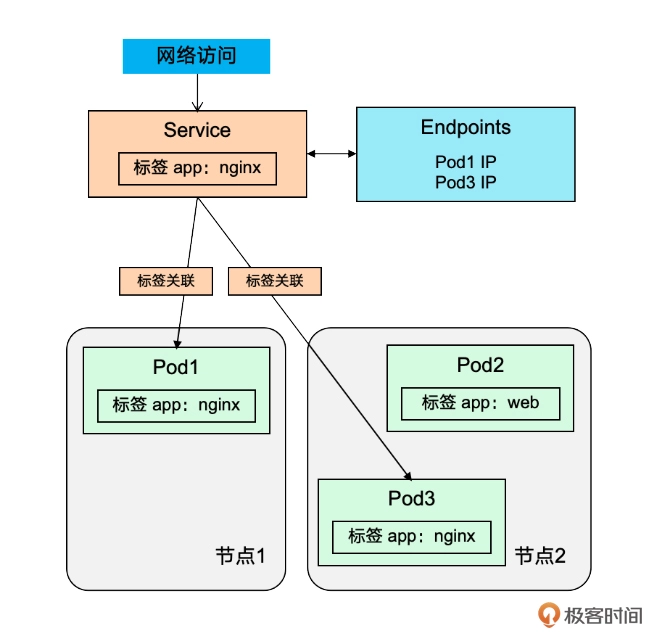 网络访问
Service
标签 app：nginx
Endpoints
Pod1 IP
Pod3 IP
标签关联
标签关联
Pod1
标签 app：nginx
节点1
Pod2
标签 app：web
Pod3
标签 app：nginx
节点2
极客时间